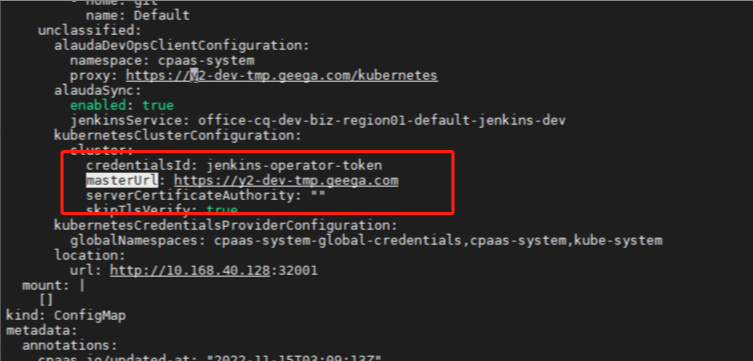 - home: git
name: Default
unclassified:
alaudaDevOpsClientConfiguration:
namespace: cpaas-system
proxy: https://y2-dev-tmp.geega.com/kubernetes
alaudaSync:
enabled: true
jenkinsService: office-cq-dev-biz-region01-default-jenkins-dev
kubernetesClusterConfiguration:
cluster:
credentialsId: jenkins-operator-token
masterUrl: https://y2-dev-tmp.geega.com
serverCertificateAuthority: ""
skipTlsVerify: true
kubernetesCredentialsProviderConfiguration:
globalNamespaces: cpaas-system-global-credentials,cpaas-system,kube-system
location:
url: http://10.168.40.128:32001
mount: |
[]
kind: ConfigMap
metadata:
annotations:
cpaas.io/updated-at: "2022-11-15T03:09:13Z"